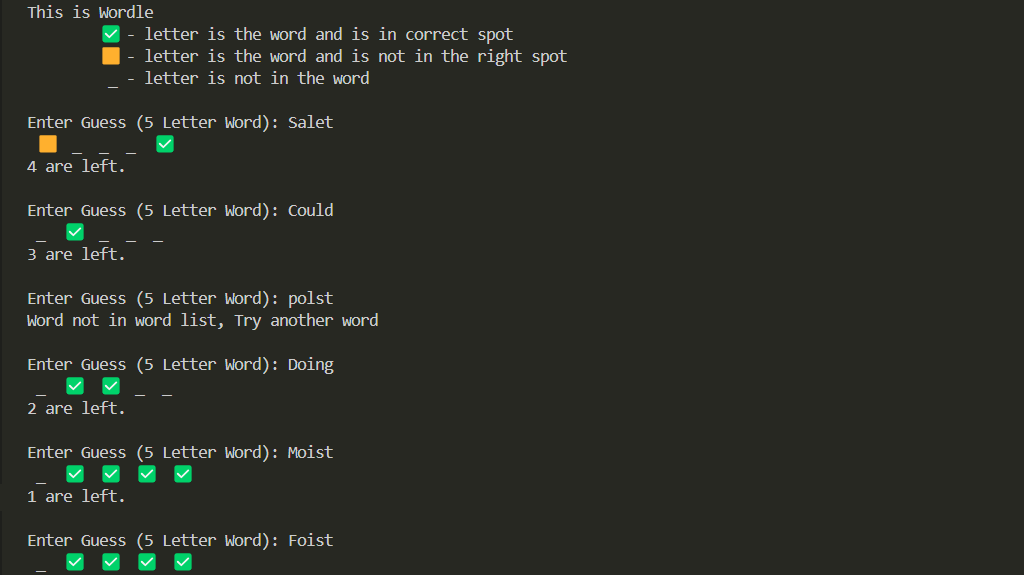 This is Wordle
✅ - letter is the word and is in correct spot
🟧 - letter is the word and is not in the right spot
_ - letter is not in the word
Enter Guess (5 Letter Word): Salet
🟧 _ _ _ ✅
4 are left.
Enter Guess (5 Letter Word): Could
_ ✅ _ _ _
3 are left.
Enter Guess (5 Letter Word): polst
Word not in word list, Try another word
Enter Guess (5 Letter Word): Doing
_ ✅ ✅ _ _
2 are left.
Enter Guess (5 Letter Word): Moist
_ ✅ ✅ ✅ ✅
1 are left.
Enter Guess (5 Letter Word): Foist
_ ✅ ✅ ✅ ✅